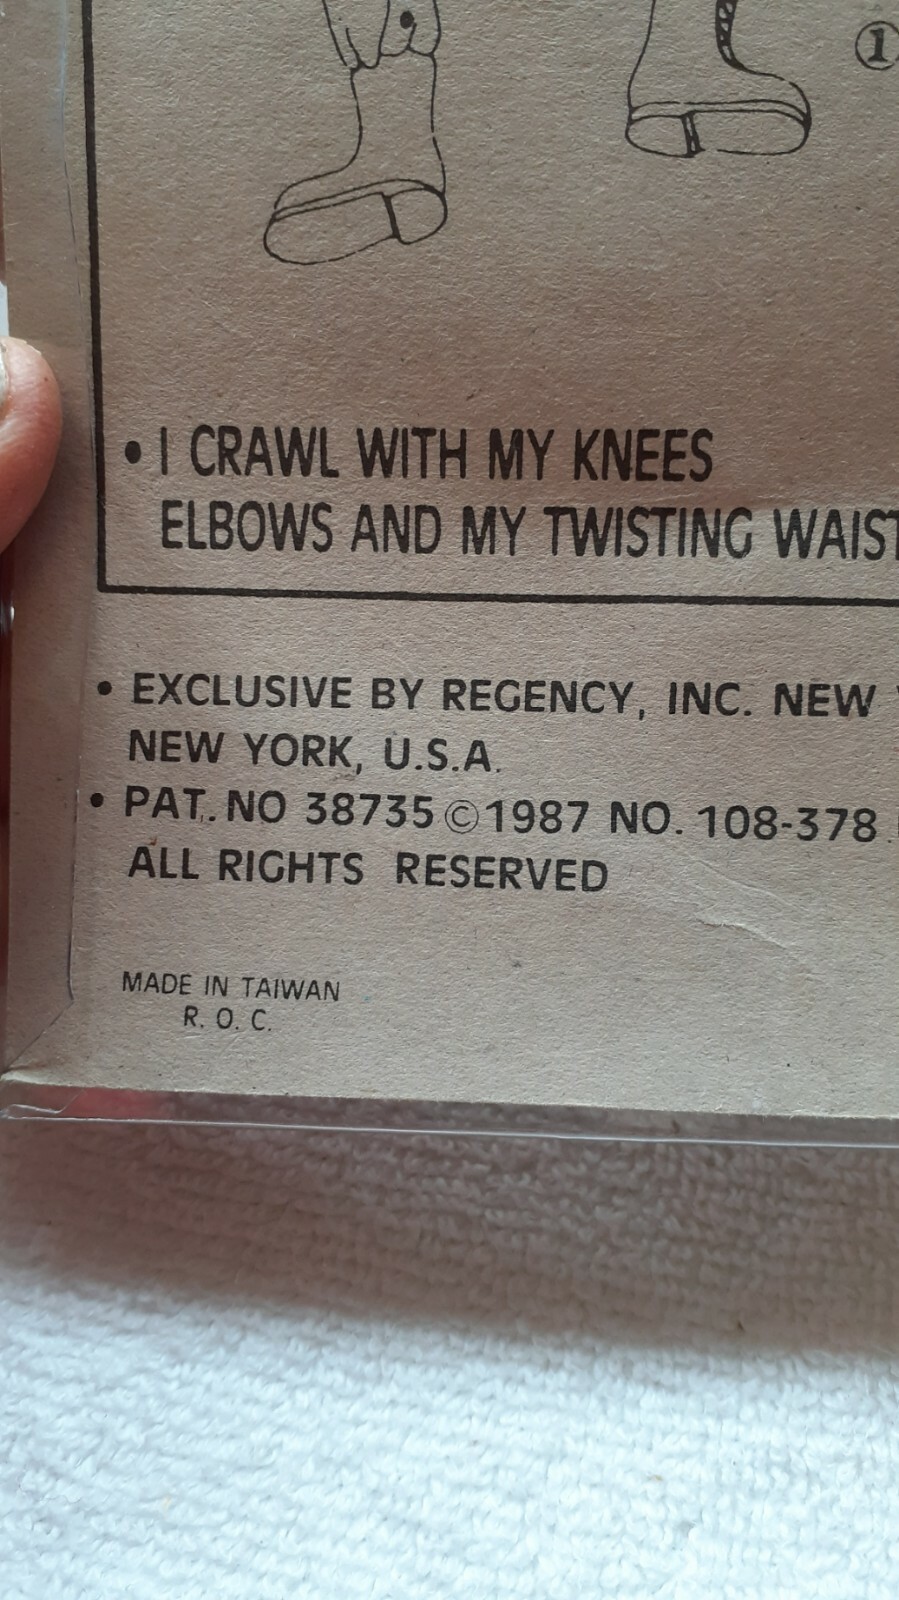 ①
• I CRAWL WITH MY KNEES
ELBOWS AND MY TWISTING WAIST
• EXCLUSIVE BY REGENCY, INC. NEW
NEW YORK, U.S.A.
• PAT. NO 38735 ©1987 NO. 108-378
ALL RIGHTS RESERVED
MADE IN TAIWAN
R. O. C.